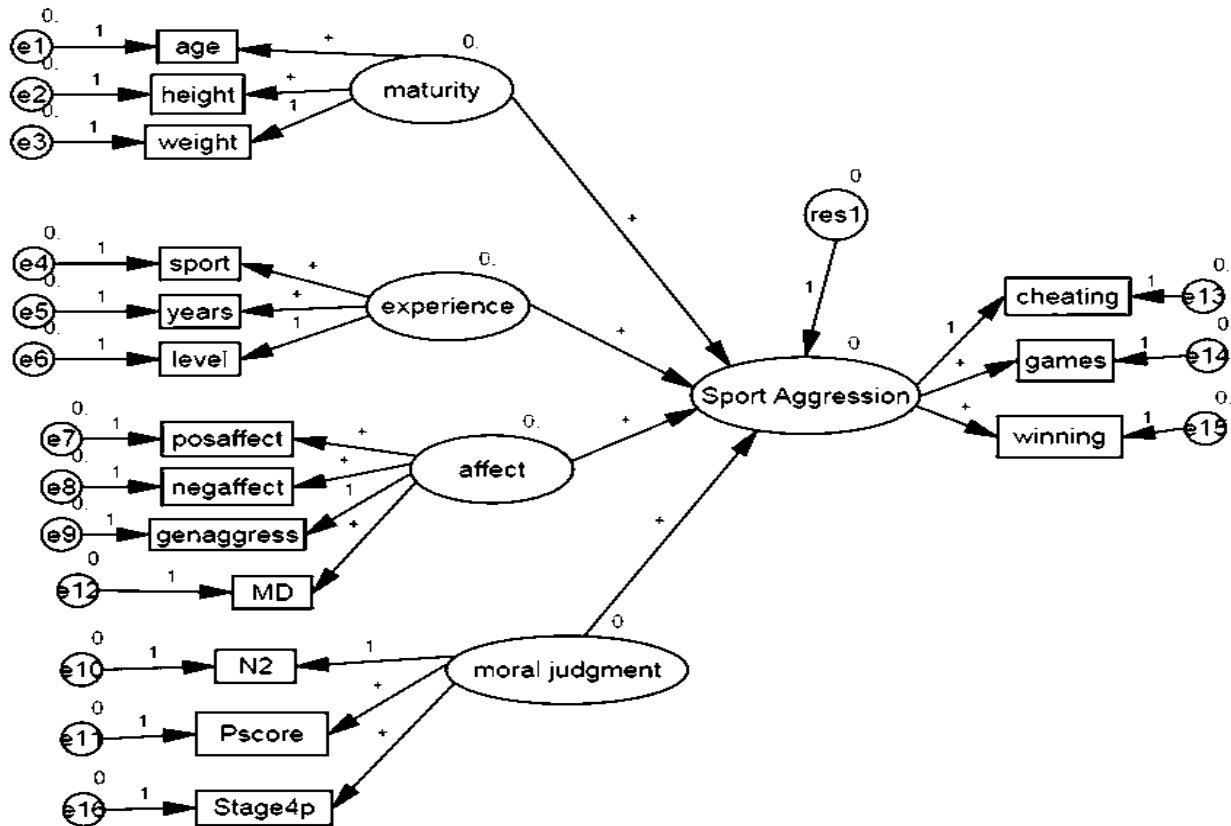 0.
e1 1 age + 0.
0.
e2 1 height + maturity
0.
e3 1 weight 1
+
0
res1
1
0.
e4 1 sport + 0.
0.
e5 1 years + experience +
0.
e6 1 level 1
0
Sport Aggression
1 cheating 1 0. e13
+ games 1 0 e14
+ winning 1 0. e15
0.
e7 1 posaffect + 0. +
0.
e8 1 negaffect + affect
0.
e9 1 genaggress 1
0
e12 1 MD +
+
0
e10 1 N2 1 0
moral judgment
0
e11 1 Pscore +
0
e16 1 Stage4p +